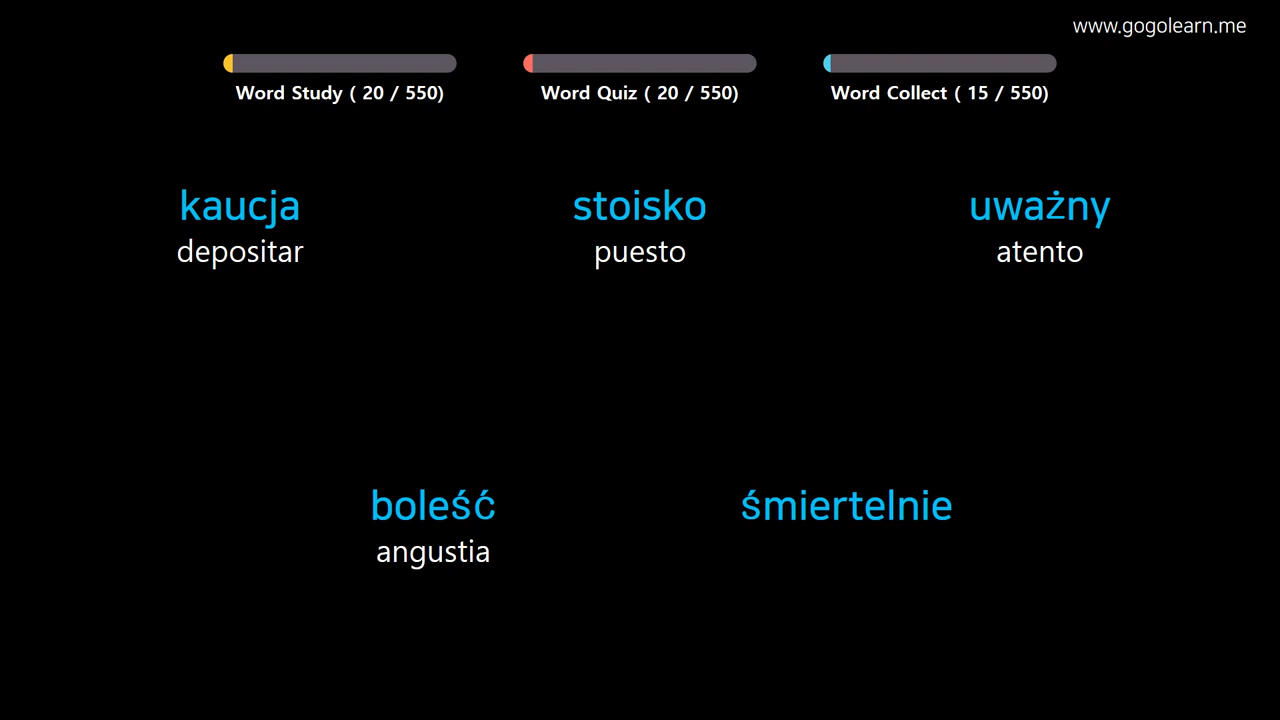 www.gogolearn.me
Word Study ( 20 / 550)
Word Quiz ( 20 / 550)
Word Collect ( 15 / 550)
kaucja
depositar
stoisko
puesto
uważny
atento
boleść
angustia
śmiertelnie